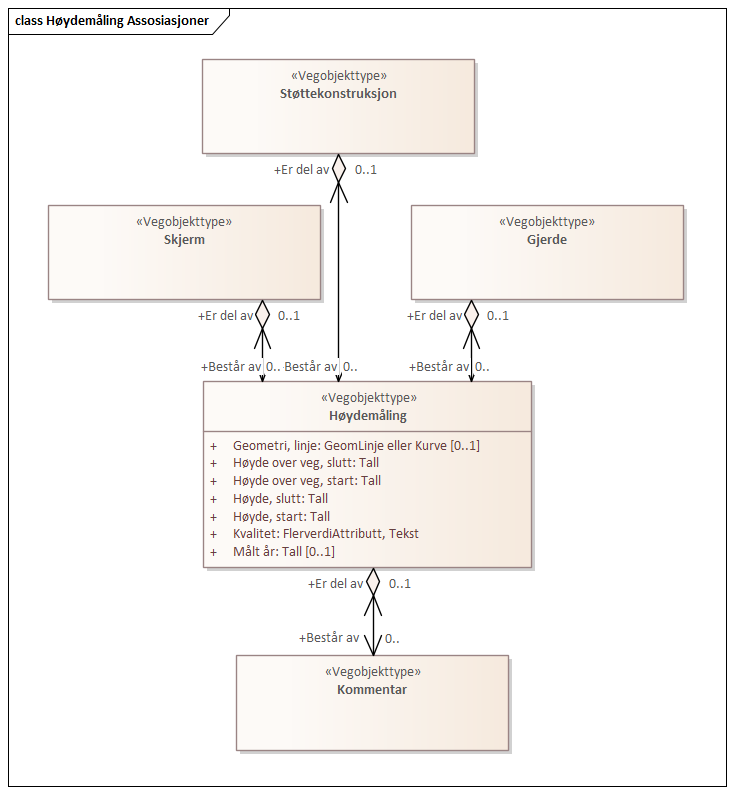 class Høydemåling Assosiasjoner
«Vegobjekttype»
Støttekonstruksjon
+Er del av 0..1
«Vegobjekttype»
Skjerm
«Vegobjekttype»
Gjerde
+Er del av 0..1
+Er del av 0..1
+Består av 0..
Består av 0..
+Består av 0..
«Vegobjekttype»
Høydemåling
+ Geometri, linje: GeomLinje eller Kurve [0..1]
+ Høyde over veg, slutt: Tall
+ Høyde over veg, start: Tall
+ Høyde, slutt: Tall
+ Høyde, start: Tall
+ Kvalitet: FlerverdiAttributt, Tekst
+ Målt år: Tall [0..1]
+Er del av 0..1
+Består av 0..
«Vegobjekttype»
Kommentar